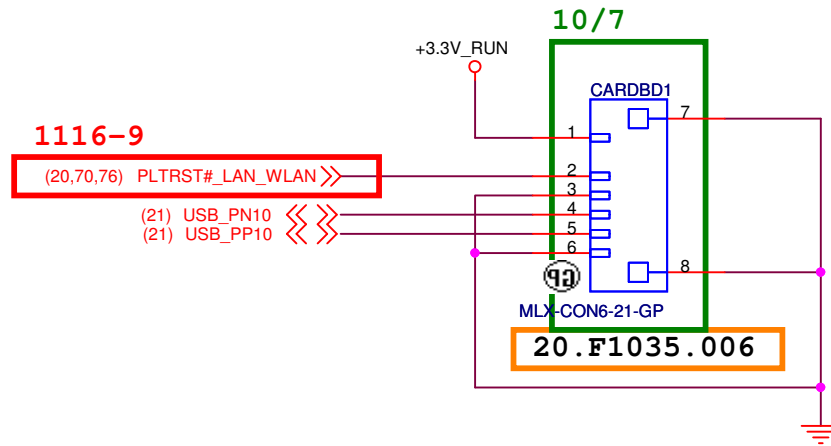 10/7
+3.3V_RUN
CARDBD1
1116-9
(20,70,76) PLTRST#_LAN_WLAN
(21) USB_PN10
(21) USB_PP10
1
2
3
4
5
6
7
8
GP
MLX-CON6-21-GP
20.F1035.006